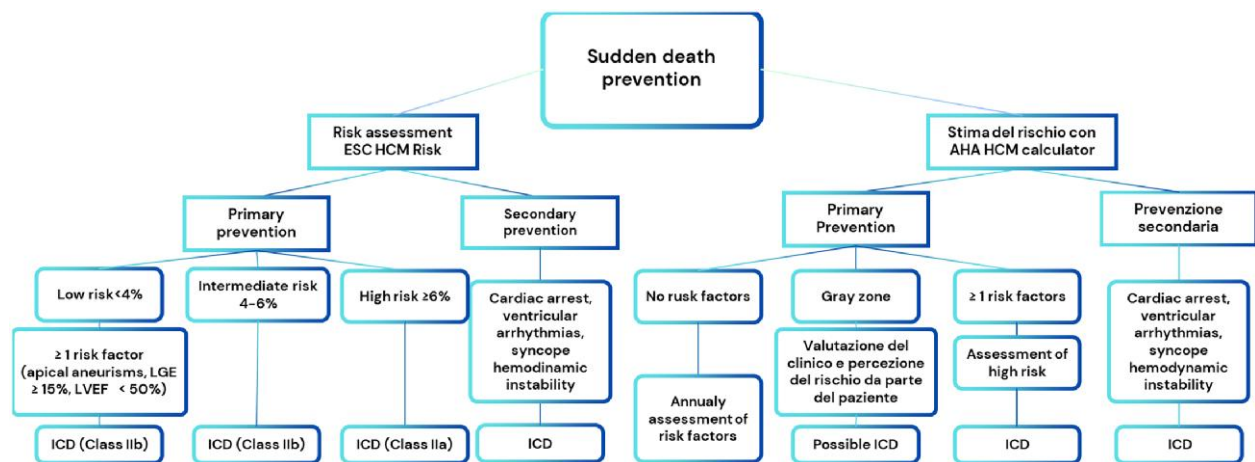 Sudden death
prevention
Risk assessment
ESC HCM Risk
Stima del rischio con
AHA HCM calculator
Primary
prevention
Secondary
prevention
Primary
Prevention
Prevenzione
secondaria
Low risk<4%
Intermediate risk
4-6%
High risk ≥6%
Cardiac arrest,
ventricular
arrhythmias,
syncope
hemodinamic
instability
No rusk factors
Gray zone
≥ 1 risk factors
Cardiac arrest,
ventricular
arrhythmias,
syncope
hemodynamic
instability
≥ 1 risk factor
(apical aneurisms, LGE
≥ 15%, LVEF < 50%)
Valutazione del
clinico e percezione
del rischio da parte
del paziente
Assessment of
high risk
Annualy
assessment of
risk factors
ICD (Class IIb)
ICD (Class IIb)
ICD (Class IIa)
ICD
Possible ICD
ICD
ICD